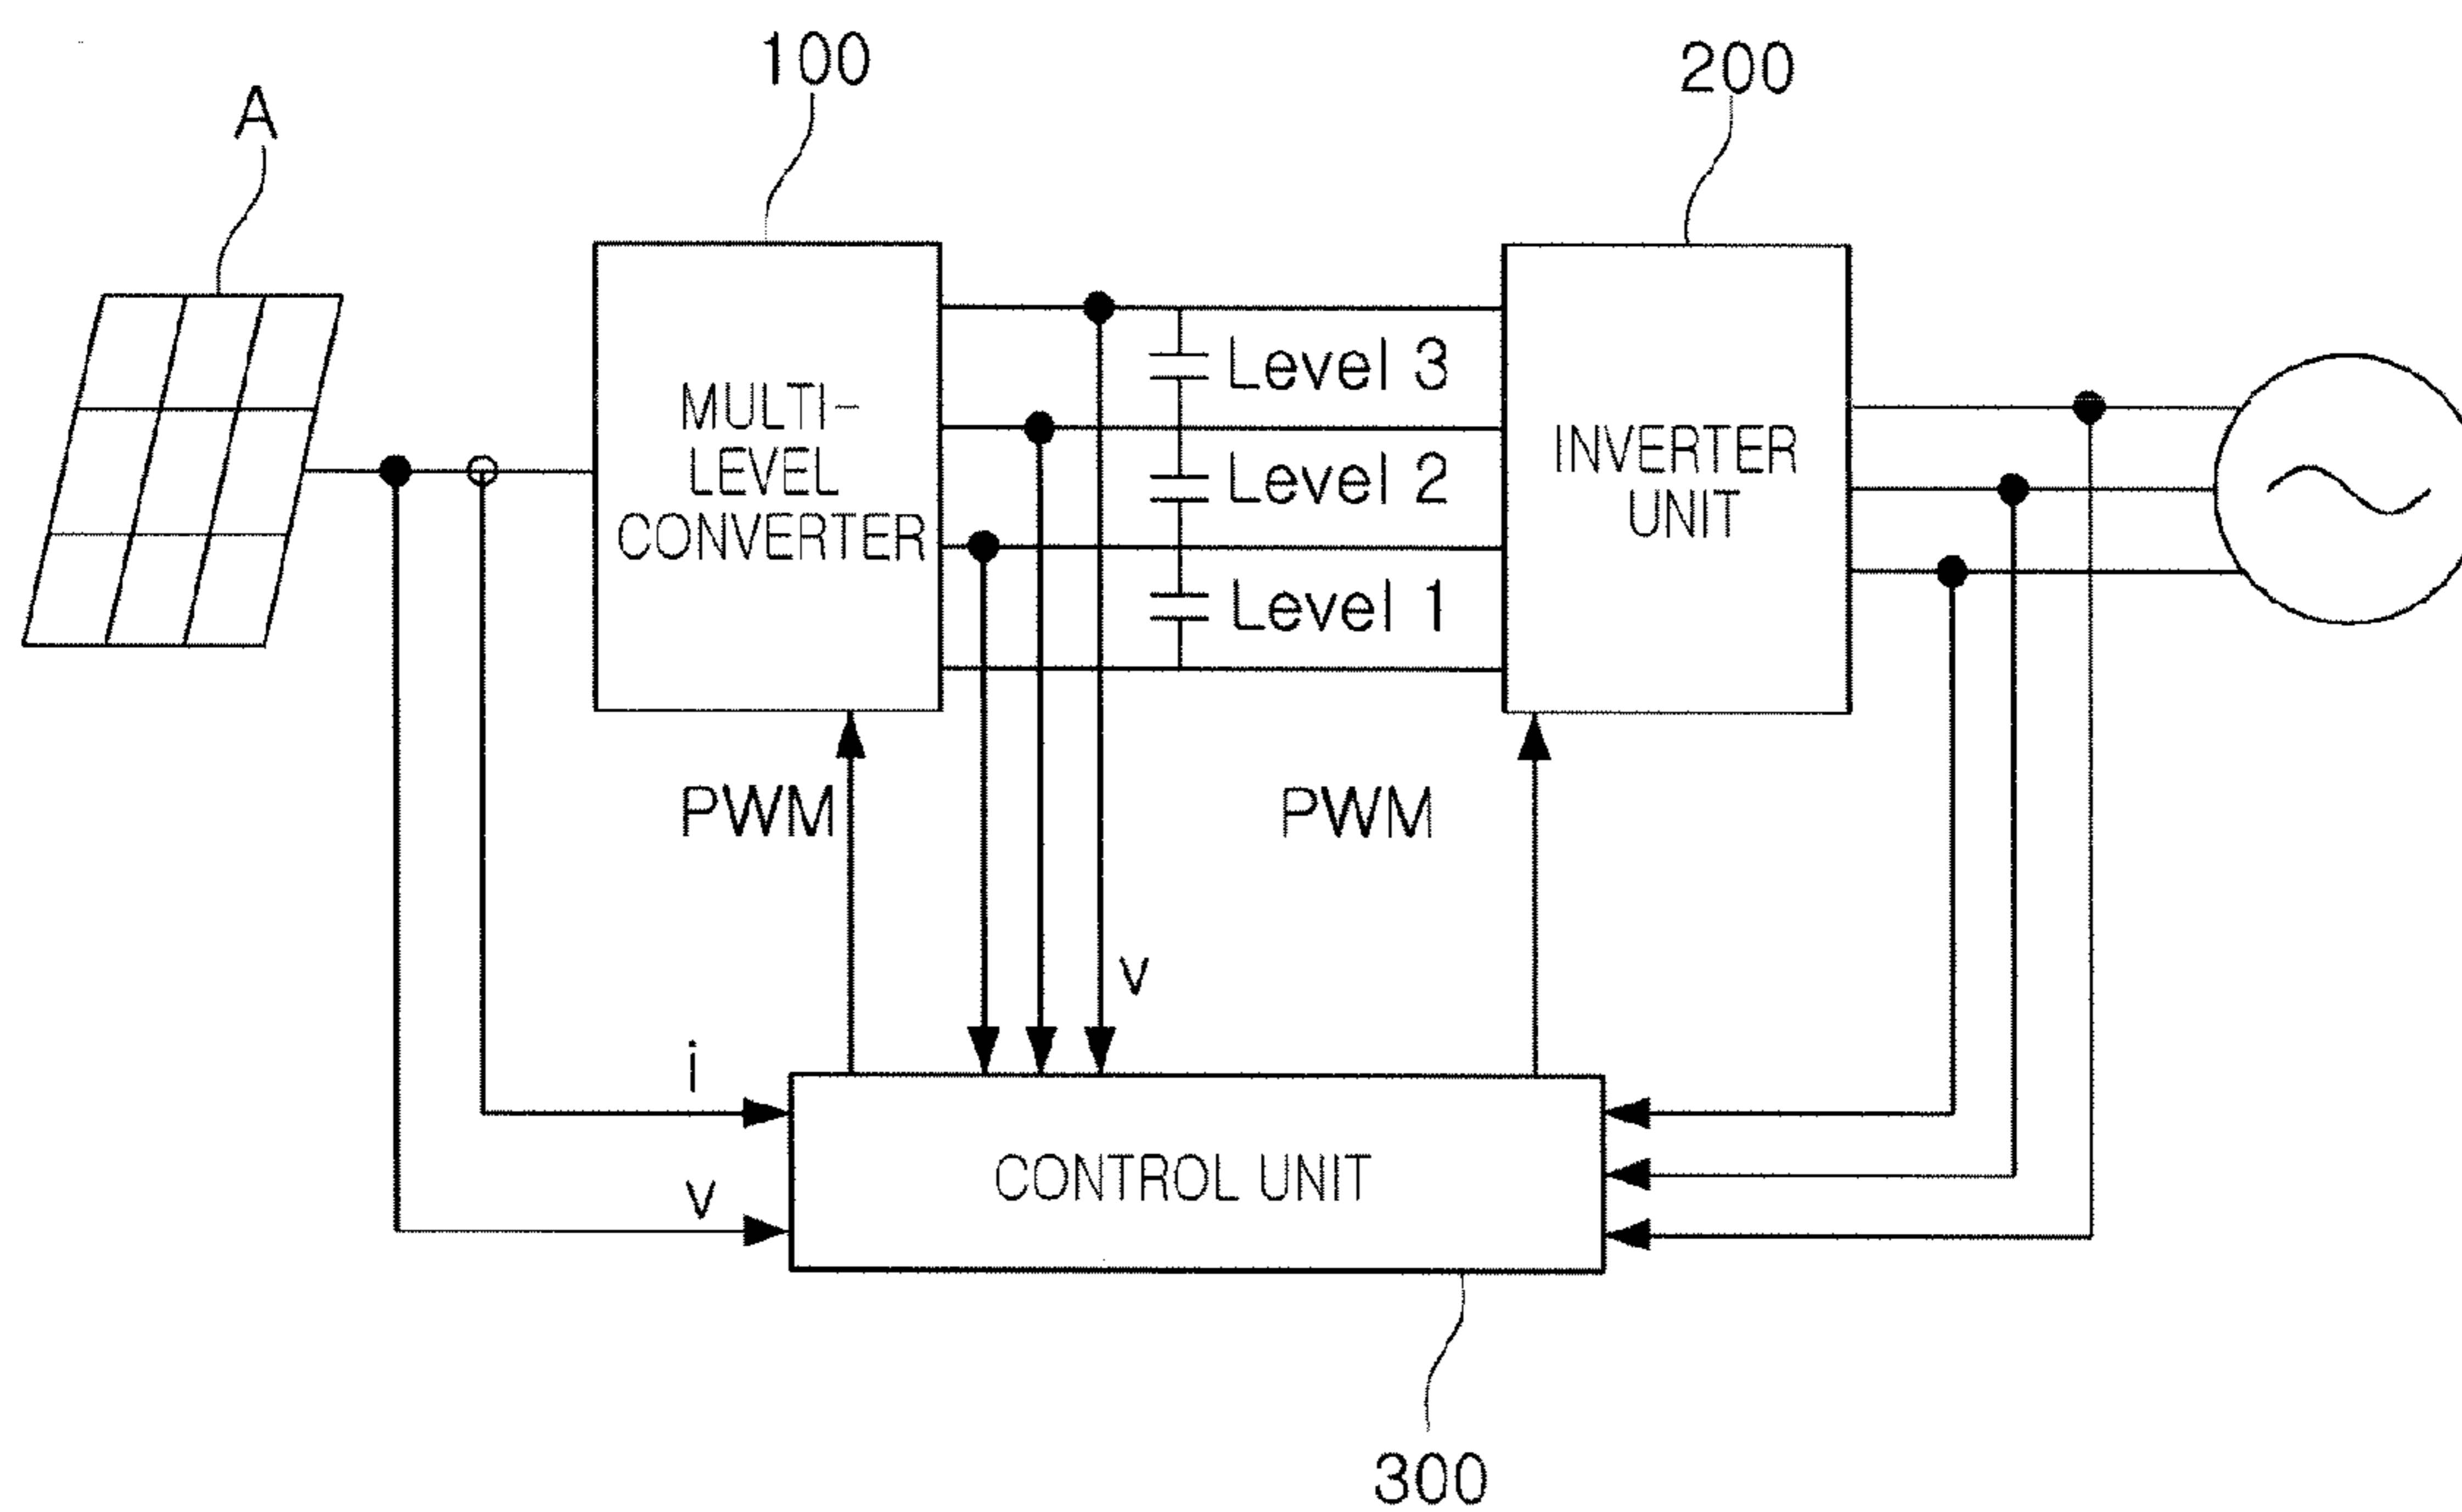 100
200
A
Level 3
MULTI-
LEVEL
CONVERTER
Level 2
INVERTER
UNIT
Level 1
PWM
PWM
v
i
v
CONTROL UNIT
300